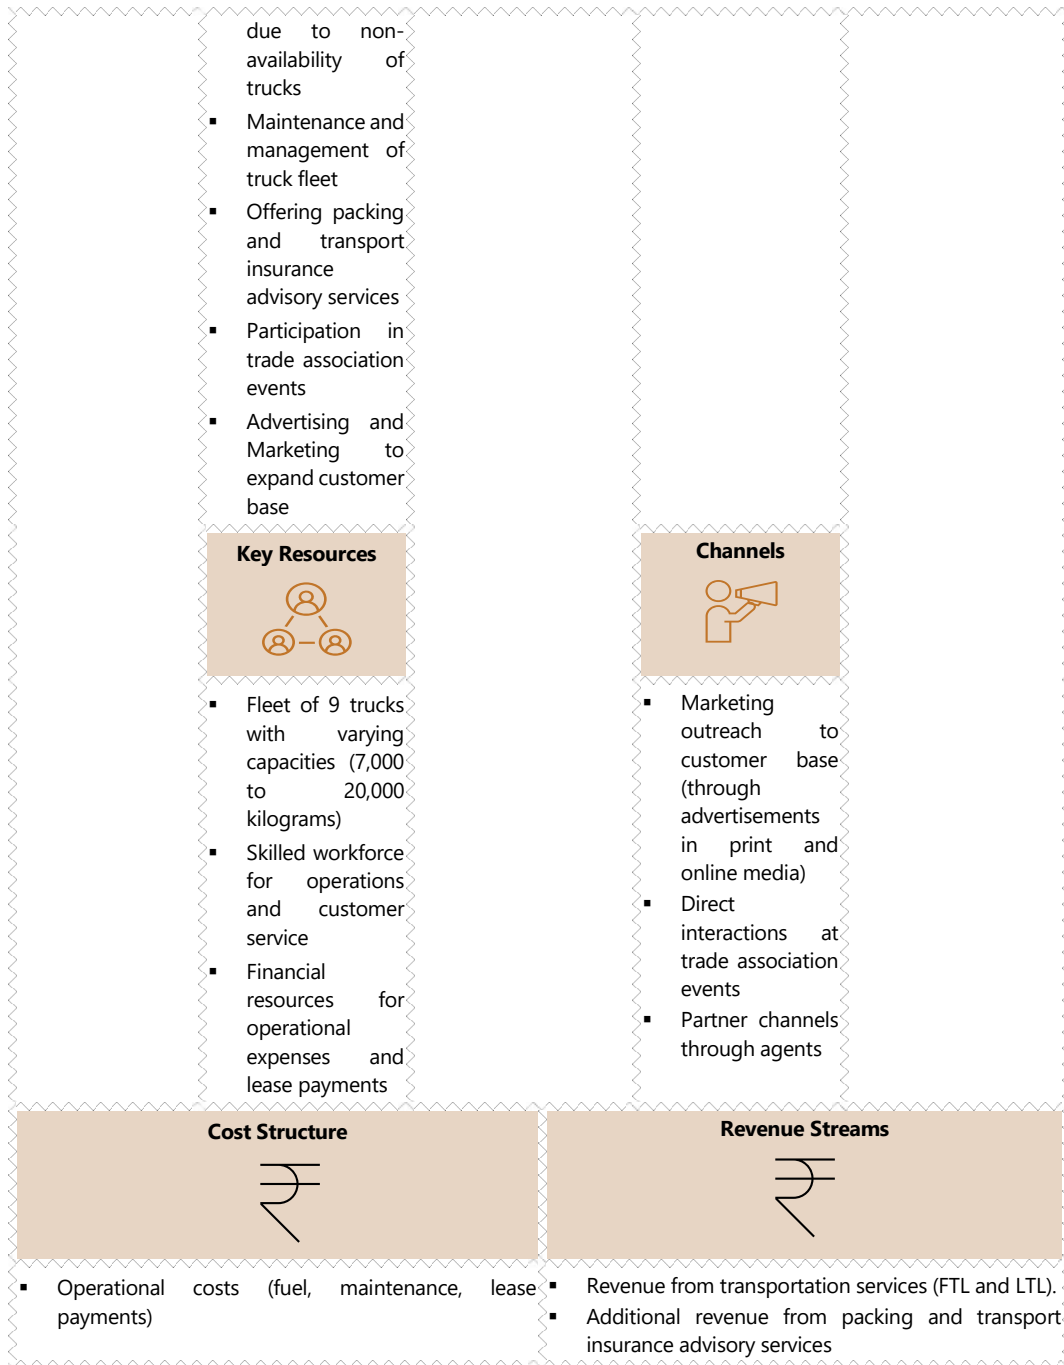 due to non-
availability of
trucks
▪ Maintenance and
management of
truck fleet
▪ Offering packing
and transport
insurance
advisory services
▪ Participation in
trade association
events
▪ Advertising and
Marketing to
expand customer
base
Key Resources
▪ Fleet of 9 trucks
with varying
capacities (7,000
to 20,000
kilograms)
▪ Skilled workforce
for operations
and customer
service
▪ Financial
resources for
operational
expenses and
lease payments
Channels
▪ Marketing
outreach to
customer base
(through
advertisements
in print and
online media)
▪ Direct
interactions at
trade association
events
▪ Partner channels
through agents
Cost Structure
₹
▪ Operational costs (fuel, maintenance, lease
payments)
Revenue Streams
₹
▪ Revenue from transportation services (FTL and LTL).
▪ Additional revenue from packing and transport
insurance advisory services